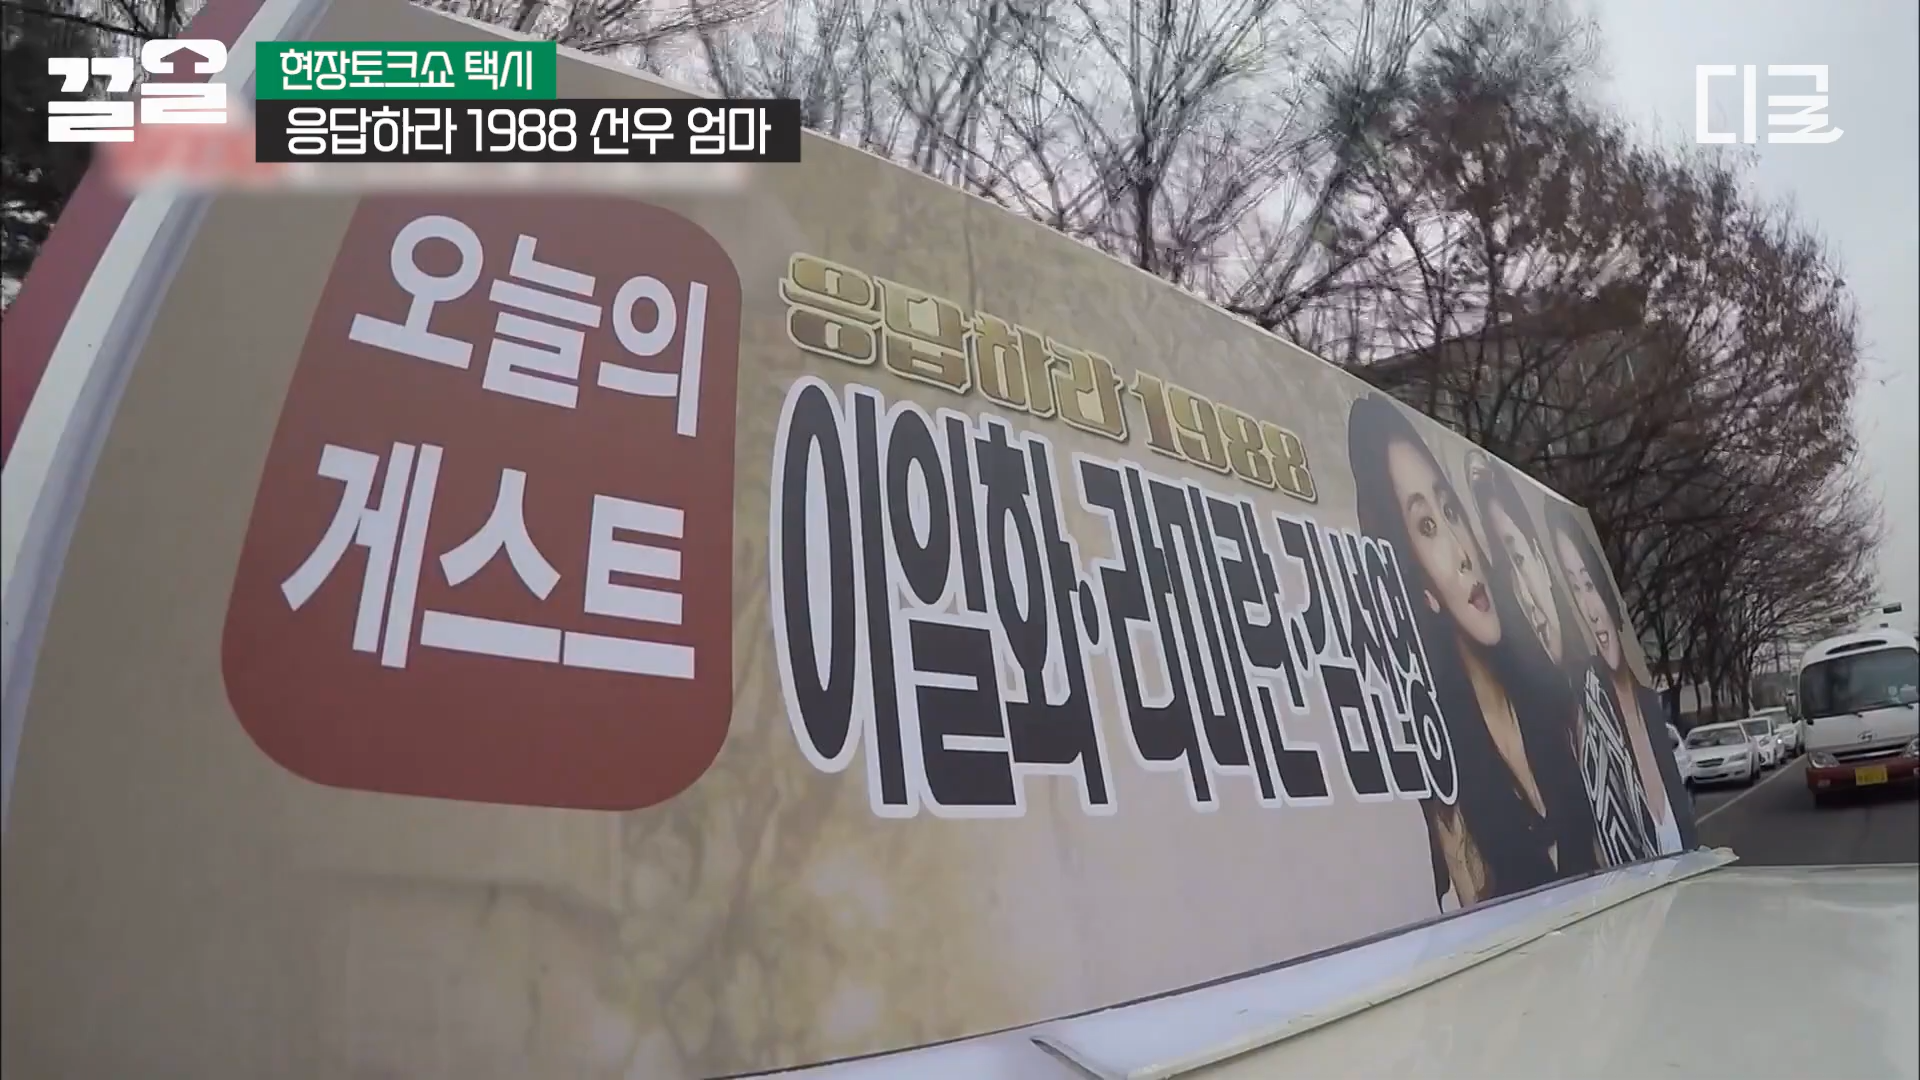 끌올
현장토크쇼 택시
응답하라 1988 선우 엄마
디글
오늘의
게스트
응답하라 1988
이일화·라미란·김선영